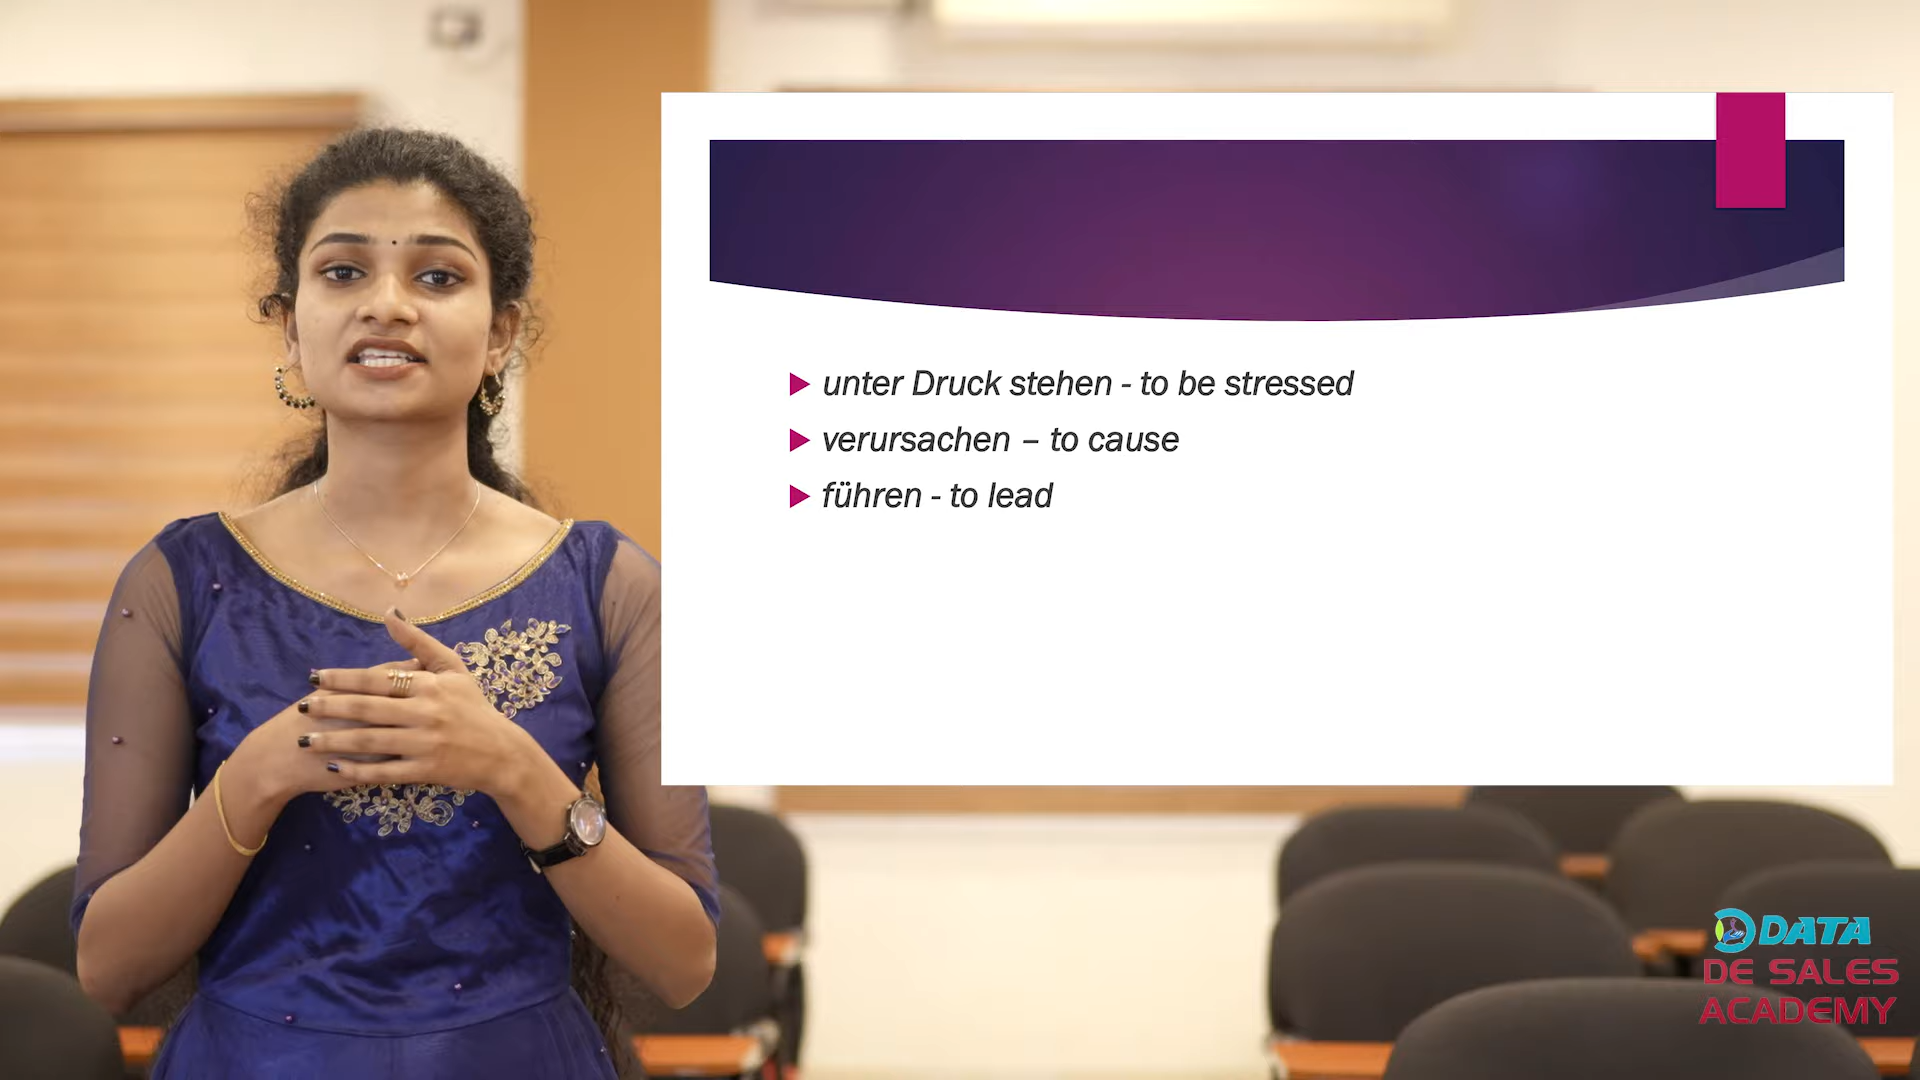 unter Druck stehen - to be stressed
verursachen – to cause
führen - to lead
DATA
DE SALES
ACADEMY